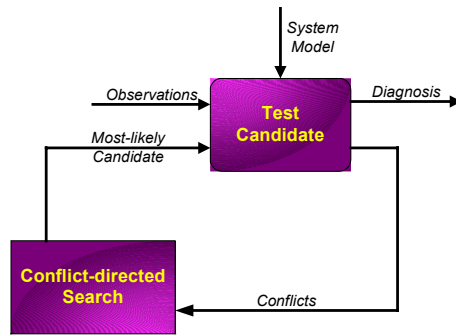 System
Model
Observations
Test
Candidate
Diagnosis
Most-likely
Candidate
Conflict-directed
Search
Conflicts